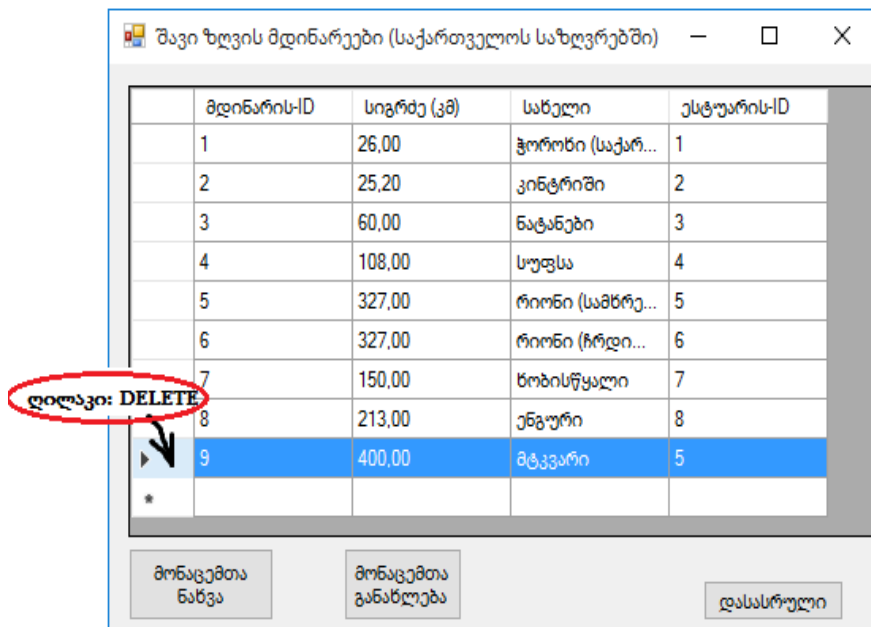 შავი ზღვის მდინარეები (საქართველოს საზღვრებში)
მდინარის-ID სიგრძე (კმ) სახელი ესტუარის-ID
1 26,00 ჭოროხი (საქარ... 1
2 25,20 კინტრიში 2
3 60,00 ნატანები 3
4 108,00 სუფსა 4
5 327,00 რიონი (სამხრე... 5
6 327,00 რიონი (ჩრდი... 6
7 150,00 ხობისწყალი 7
ღილაკი: DELETE
8 213,00 ენგური 8
9 400,00 მტკვარი 5
მონაცემთა
ნახვა
მონაცემთა
განახლება
დასასრული